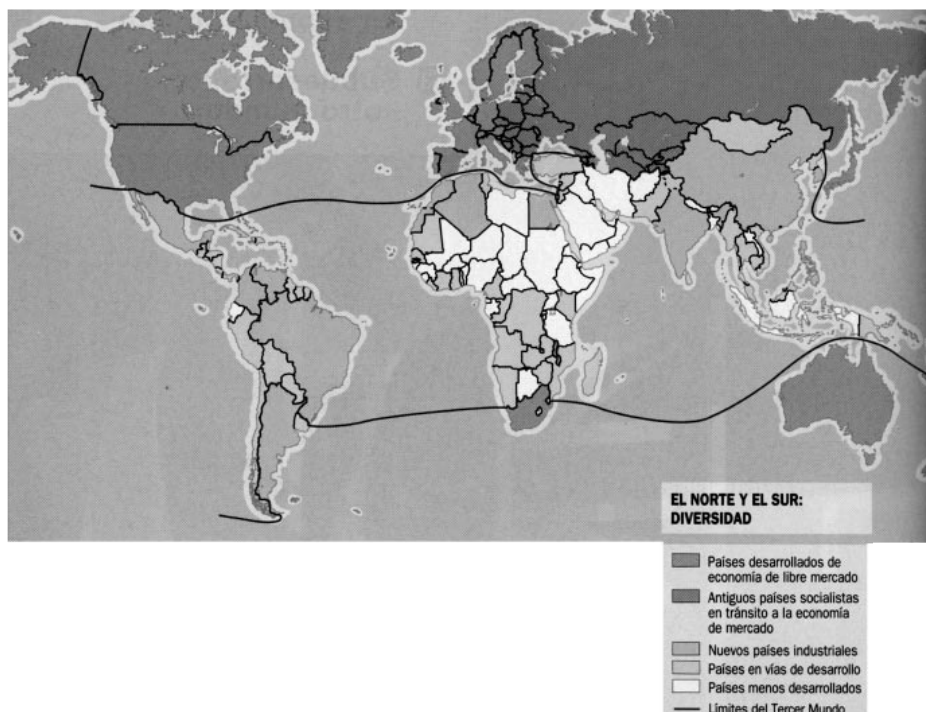 EL NORTE Y EL SUR:
DIVERSIDAD
Países desarrollados de
economía de libre mercado
Antiguos países socialistas
en tránsito a la economía
de mercado
Nuevos países industriales
Países en vías de desarrollo
Países menos desarrollados
Límites del Tercer Mundo